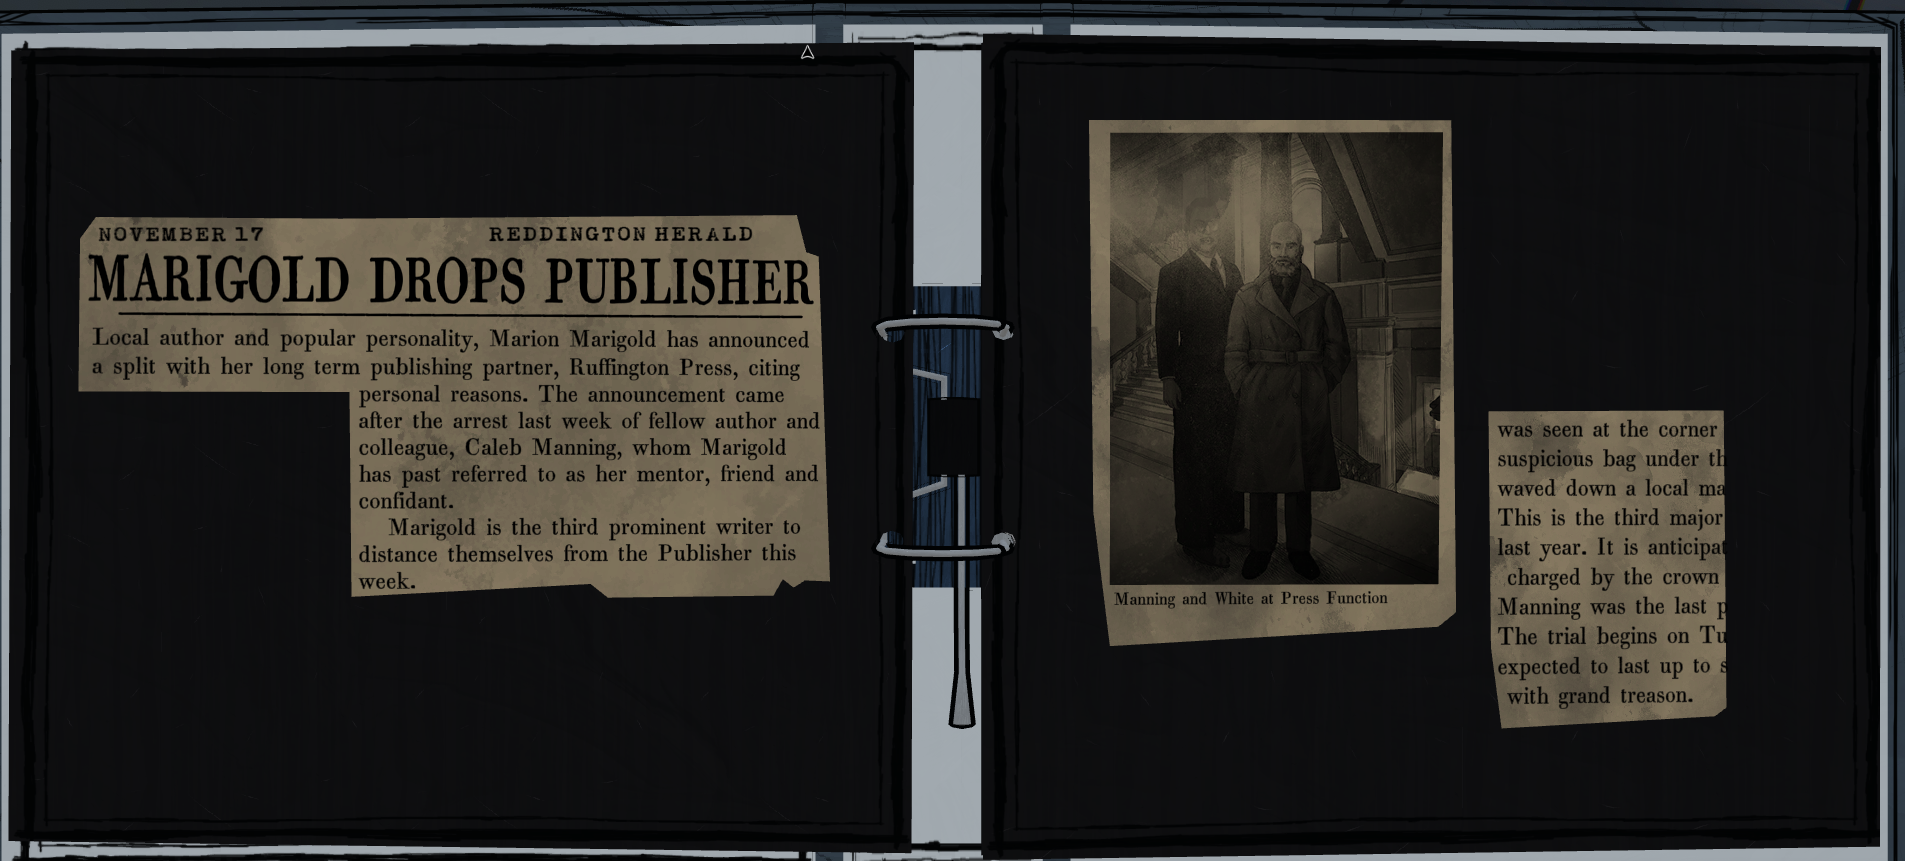 NOVEMBER 17 REDDINGTON HERALD
MARIGOLD DROPS PUBLISHER
Local author and popular personality, Marion Marigold has announced
a split with her long term publishing partner, Ruffington Press, citing
personal reasons. The announcement came
after the arrest last week of fellow author and
colleague, Caleb Manning, whom Marigold
has past referred to as her mentor, friend and
confidant.
Marigold is the third prominent writer to
distance themselves from the Publisher this
week.
Manning and White at Press Function
was seen at the corner
suspicious bag under th
waved down a local ma
This is the third major
last year. It is anticipat
charged by the crown
Manning was the last p
The trial begins on Tu
expected to last up to s
with grand treason.